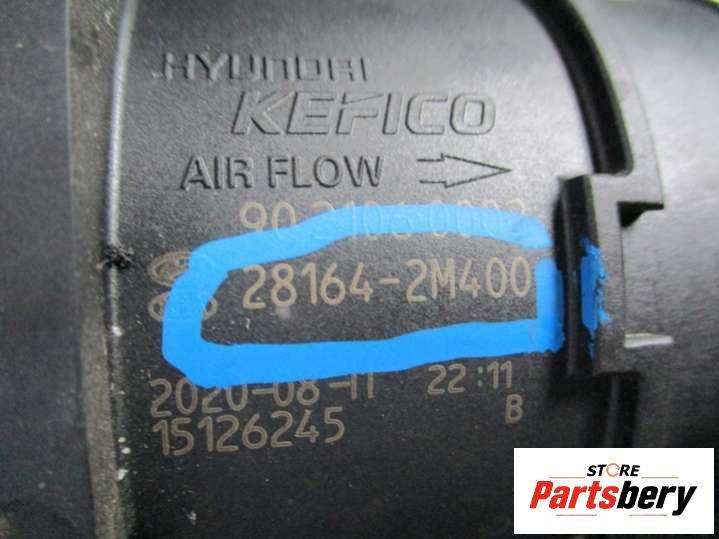 HYUNDAI
KEFICO
AIR FLOW
28164-2M400
2020-08-11 22:11
15126245 B
STORE
Partsbery